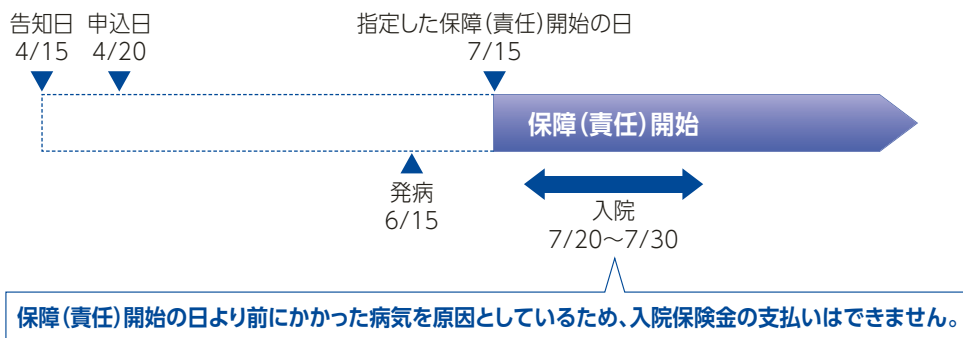 告知日 申込日 指定した保障(責任)開始の日
4/15 4/20 7/15
保障(責任)開始
発病
6/15
入院
7/20～7/30
保障(責任)開始の日より前にかかった病気を原因としているため、入院保険金の支払いはできません。